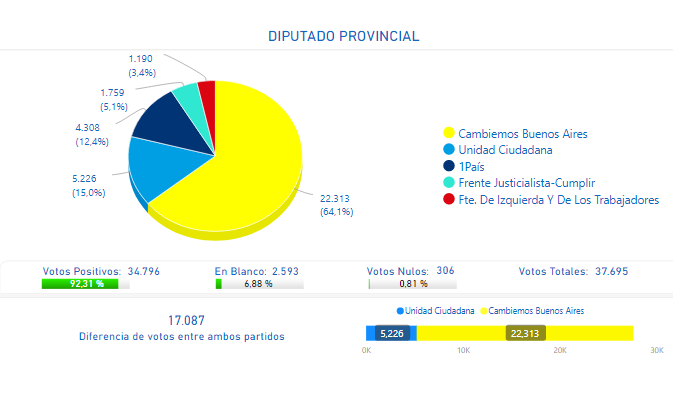 DIPUTADO PROVINCIAL
1.190
(3,4%)
1.759
(5,1%)
4.308
(12,4%)
5.226
(15,0%)
22.313
(64,1%)
Cambiemos Buenos Aires
Unidad Ciudadana
1País
Frente Justicialista-Cumplir
Fte. De Izquierda Y De Los Trabajadores
Votos Positivos: 34.796
92,31 %
En Blanco: 2.593
6,88 %
Votos Nulos: 306
0,81 %
Votos Totales: 37.695
17.087
Diferencia de votos entre ambos partidos
Unidad Ciudadana Cambiemos Buenos Aires
5,226 22,313
0K 10K 20K 30K